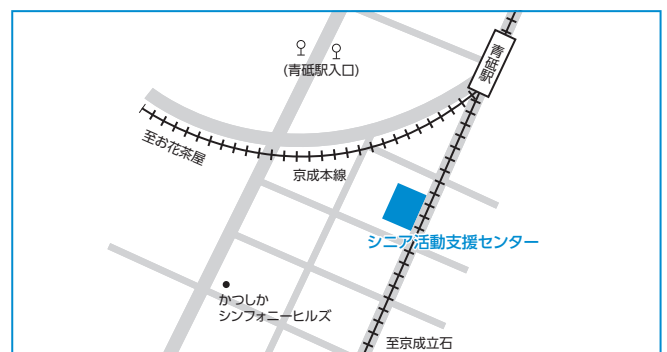 青砥駅
(青砥駅入口)
至お花茶屋
京成本線
シニア活動支援センター
かつしか
シンフォニーヒルズ
至京成立石